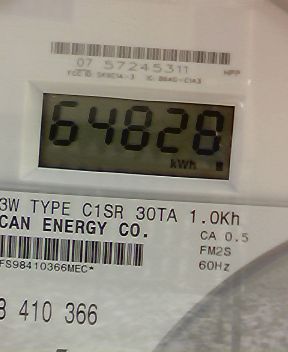 07 57245311
64828
kWh
3W TYPE C1SR 30TA 1.0Kh
CAN ENERGY CO.
CA 0.5
FM2S
60Hz
FS98410366MEC*
8 410 366